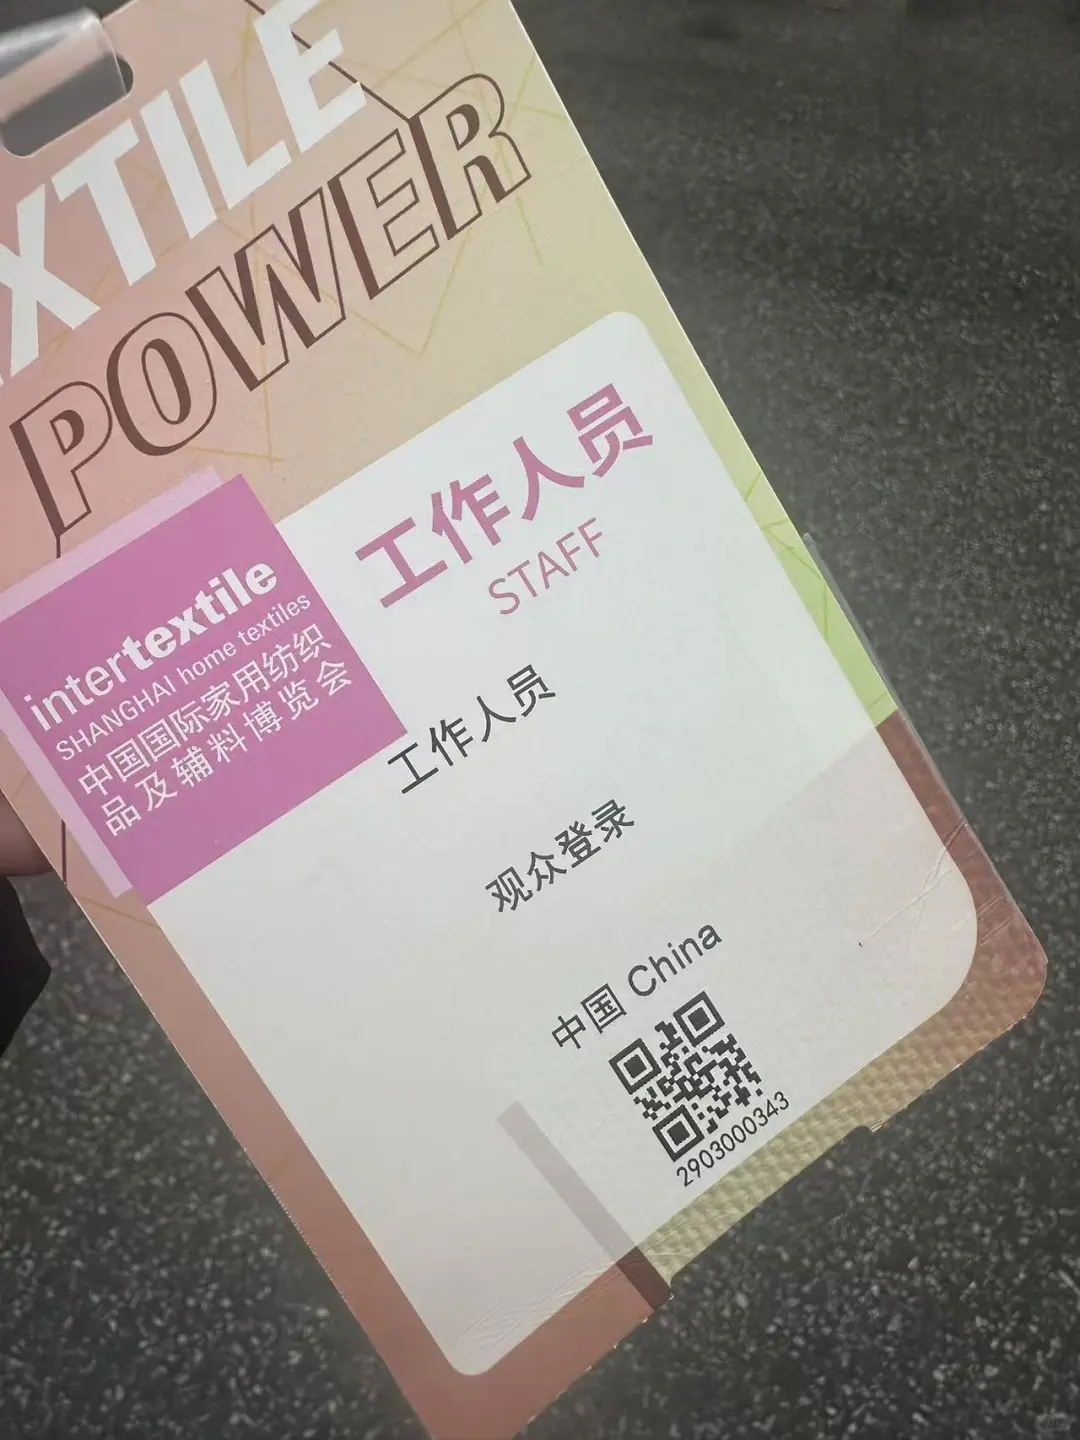 XTILE
POWER
工作人员
STAFF
intertextile
SHANGHAI home textiles
中国国际家用纺织
品及辅料博览会
工作人员
观众登录
中国 China
2903000343